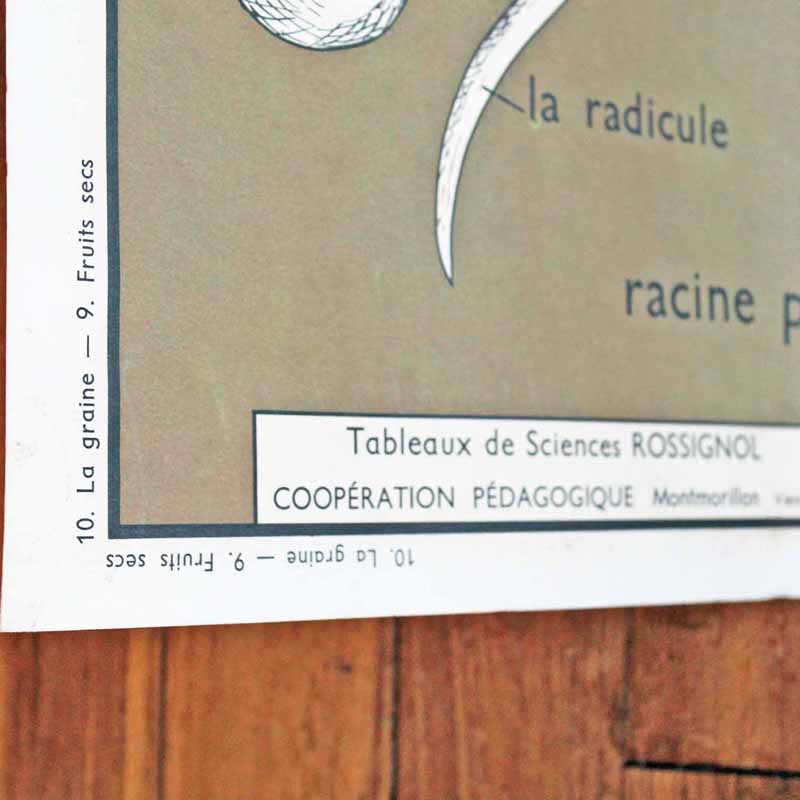 la radicule
racine p
Tableaux de Sciences ROSSIGNOL
COOPÉRATION PÉDAGOGIQUE Montmorillon
10. La graine — 9. Fruits secs
10. La graine — 9. Fruits secs